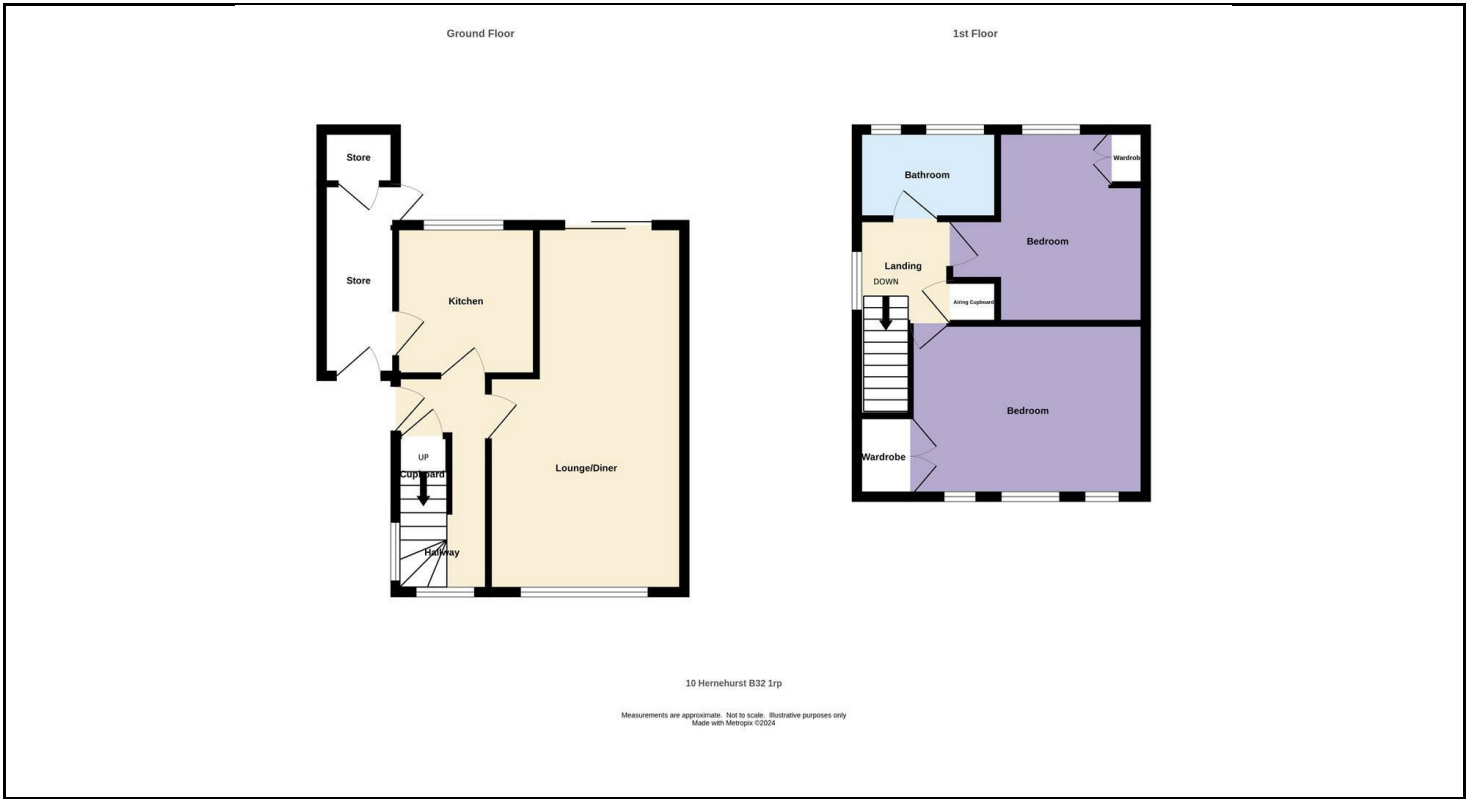 Ground Floor
1st Floor
Store
Store
Kitchen
Lounge/Diner
UP
Cupboard
Hallway
Bathroom
Wardrob
Bedroom
Landing
DOWN
Airing Cupboard
Bedroom
Wardrobe
10 Hernehurst B32 1rp
Measurements are approximate. Not to scale. Illustrative purposes only
Made with Metropix ©2024